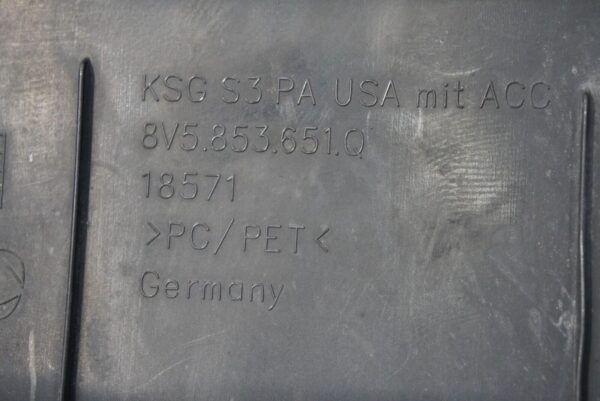 KSG S3 PA USA mit ACC
8V5.853.651.Q
18571
>PC/PET<
Germany